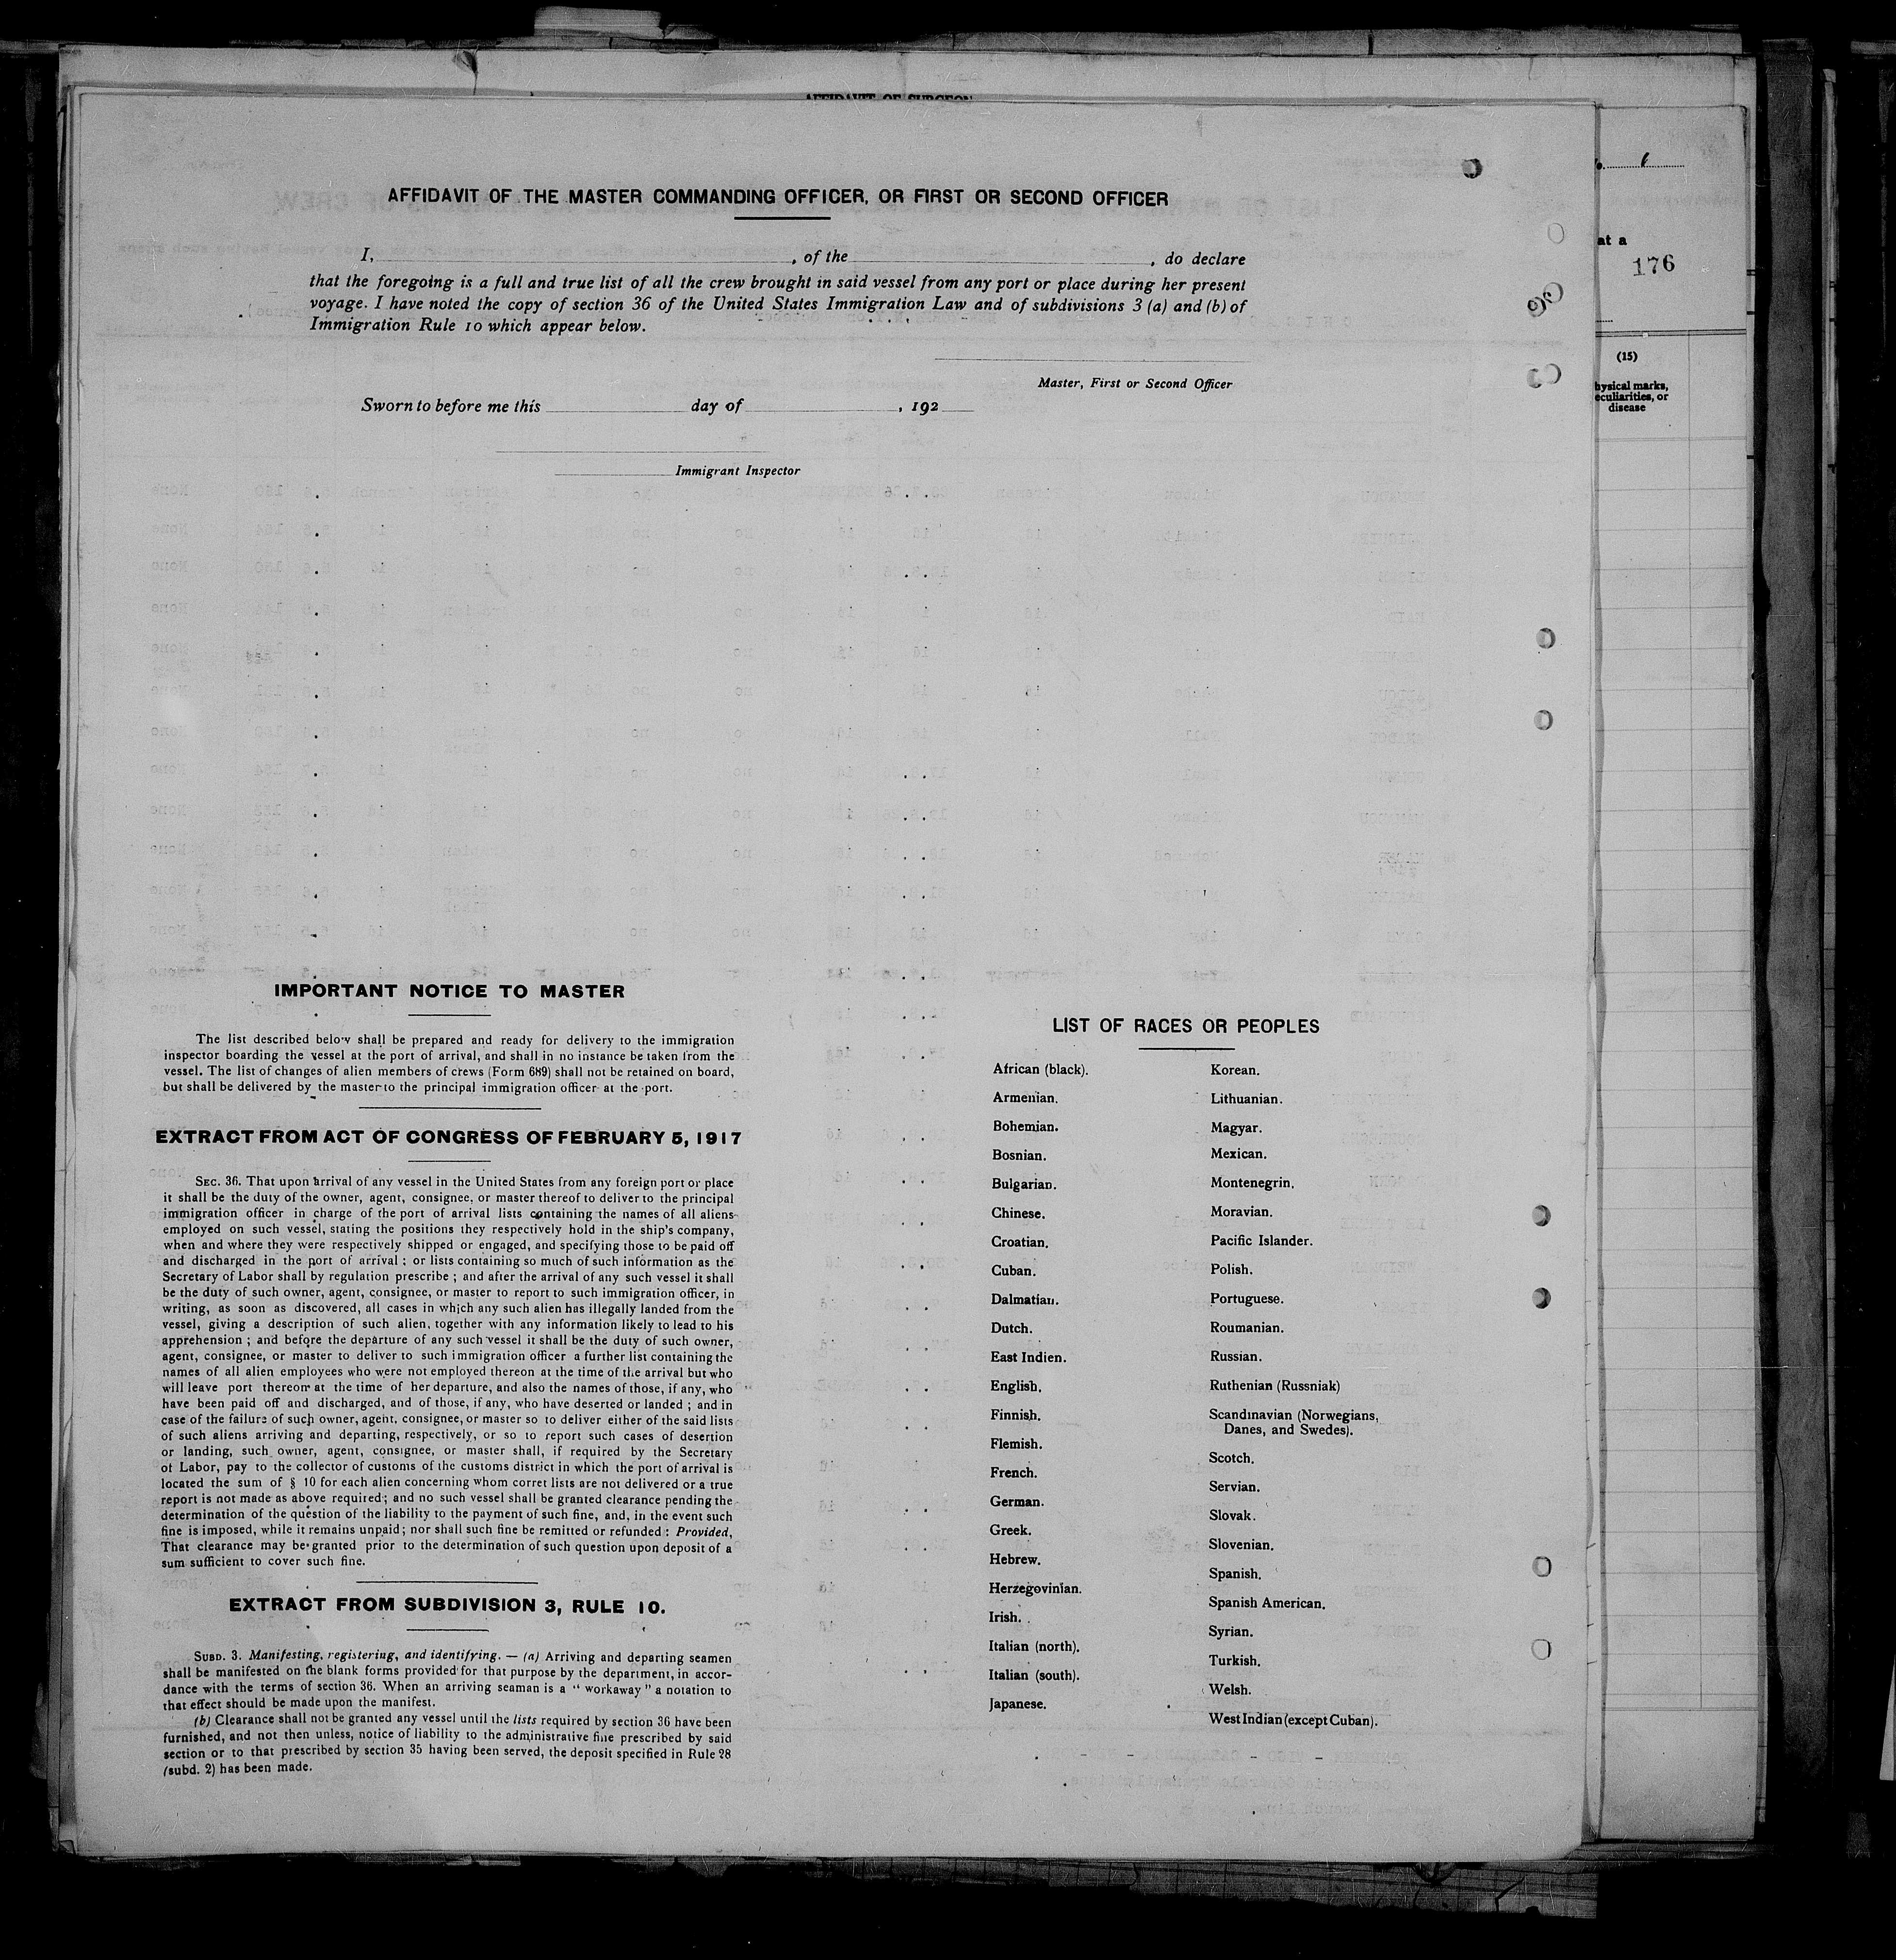 AFFIDAVIT OF SURGEON
AFFIDAVIT OF THE MASTER COMMANDING OFFICER, OR FIRST OR SECOND OFFICER
I, , of the , do declare
that the foregoing is a full and true list of all the crew brought in said vessel from any port or place during her present
voyage. I have noted the copy of section 36 of the United States Immigration Law and of subdivisions 3 (a) and (b) of
Immigration Rule 10 which appear below.
Master, First or Second Officer
Sworn to before me this day of , 192
Immigrant Inspector
IMPORTANT NOTICE TO MASTER
The list described below shall be prepared and ready for delivery to the immigration
inspector boarding the vessel at the port of arrival, and shall in no instance be taken from the
vessel. The list of changes of alien members of crews (Form 689) shall not be retained on board,
but shall be delivered by the master to the principal immigration officer at the port.
EXTRACT FROM ACT OF CONGRESS OF FEBRUARY 5, 1917
SEC. 36. That upon arrival of any vessel in the United States from any foreign port or place
it shall be the duty of the owner, agent, consignee, or master thereof to deliver to the principal
immigration officer in charge of the port of arrival lists containing the names of all aliens
employed on such vessel, stating the positions they respectively hold in the ship's company,
when and where they were respectively shipped or engaged, and specifying those to be paid off
and discharged in the port of arrival ; or lists containing so much of such information as the
Secretary of Labor shall by regulation prescribe ; and after the arrival of any such vessel it shall
be the duty of such owner, agent, consignee, or master to report to such immigration officer, in
writing, as soon as discovered, all cases in which any such alien has illegally landed from the
vessel, giving a description of such alien, together with any information likely to lead to his
apprehension ; and before the departure of any such vessel it shall be the duty of such owner,
agent, consignee, or master to deliver to such immigration officer a further list containing the
names of all alien employees who were not employed thereon at the time of the arrival but who
will leave port thereon at the time of her departure, and also the names of those, if any, who
have been paid off and discharged, and of those, if any, who have deserted or landed ; and in
case of the failure of such owner, agent, consignee, or master so to deliver either of the said lists
of such aliens arriving and departing, respectively, or so to report such cases of desertion
or landing, such owner, agent, consignee, or master shall, if required by the Secretary
of Labor, pay to the collector of customs of the customs district in which the port of arrival is
located the sum of § 10 for each alien concerning whom corret lists are not delivered or a true
report is not made as above required ; and no such vessel shall be granted clearance pending the
determination of the question of the liability to the payment of such fine, and, in the event such
fine is imposed, while it remains unpaid ; nor shall such fine be remitted or refunded : Provided,
That clearance may be granted prior to the determination of such question upon deposit of a
sum sufficient to cover such fine.
EXTRACT FROM SUBDIVISION 3, RULE 10.
SUBD. 3. Manifesting, registering, and identifying. — (a) Arriving and departing seamen
shall be manifested on the blank forms provided for that purpose by the department, in accor-
dance with the terms of section 36. When an arriving seaman is a " workaway " a notation to
that effect should be made upon the manifest.
(b) Clearance shall not be granted any vessel until the lists required by section 36 have been
furnished, and not then unless, notice of liability to the administrative fine prescribed by said
section or to that prescribed by section 35 having been served, the deposit specified in Rule 28
(subd. 2) has been made.
LIST OF RACES OR PEOPLES
African (black).
Armenian.
Bohemian.
Bosnian.
Bulgarian.
Chinese.
Croatian.
Cuban.
Dalmatian.
Dutch.
East Indien.
English.
Finnish.
Flemish.
French.
German.
Greek.
Hebrew.
Herzegovinian.
Irish.
Italian (north).
Italian (south).
Japanese.
Korean.
Lithuanian.
Magyar.
Mexican.
Montenegrin.
Moravian.
Pacific Islander.
Polish.
Portuguese.
Roumanian.
Russian.
Ruthenian (Russniak)
Scandinavian (Norwegians,
Danes, and Swedes).
Scotch.
Servian.
Slovak.
Slovenian.
Spanish.
Spanish American.
Syrian.
Turkish.
Welsh.
West Indian (except Cuban).
at a
176
(15)
hysical marks,
eculiarities, or
disease